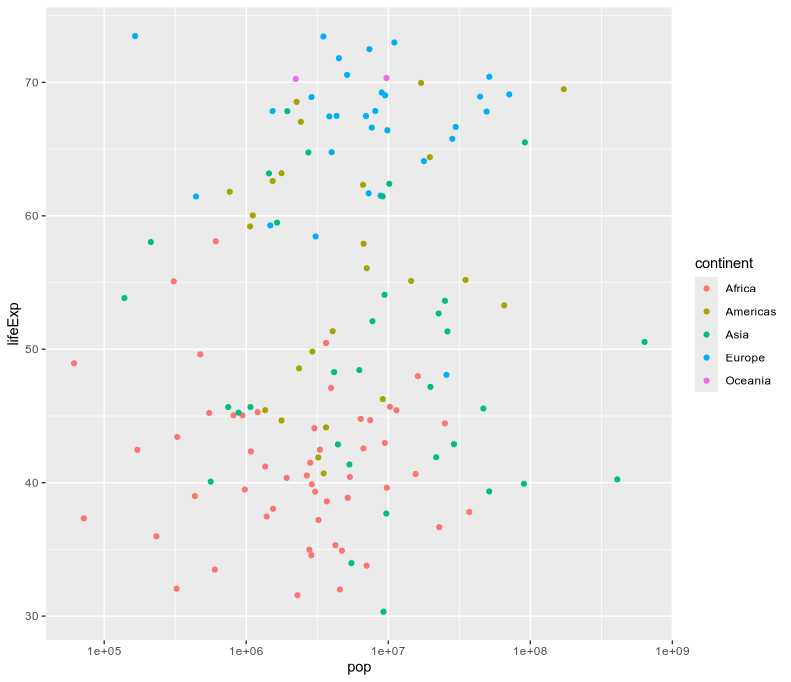 lifeExp
70
60
50
40
30
1e+05 1e+06 1e+07 1e+08 1e+09
pop
continent
Africa
Americas
Asia
Europe
Oceania